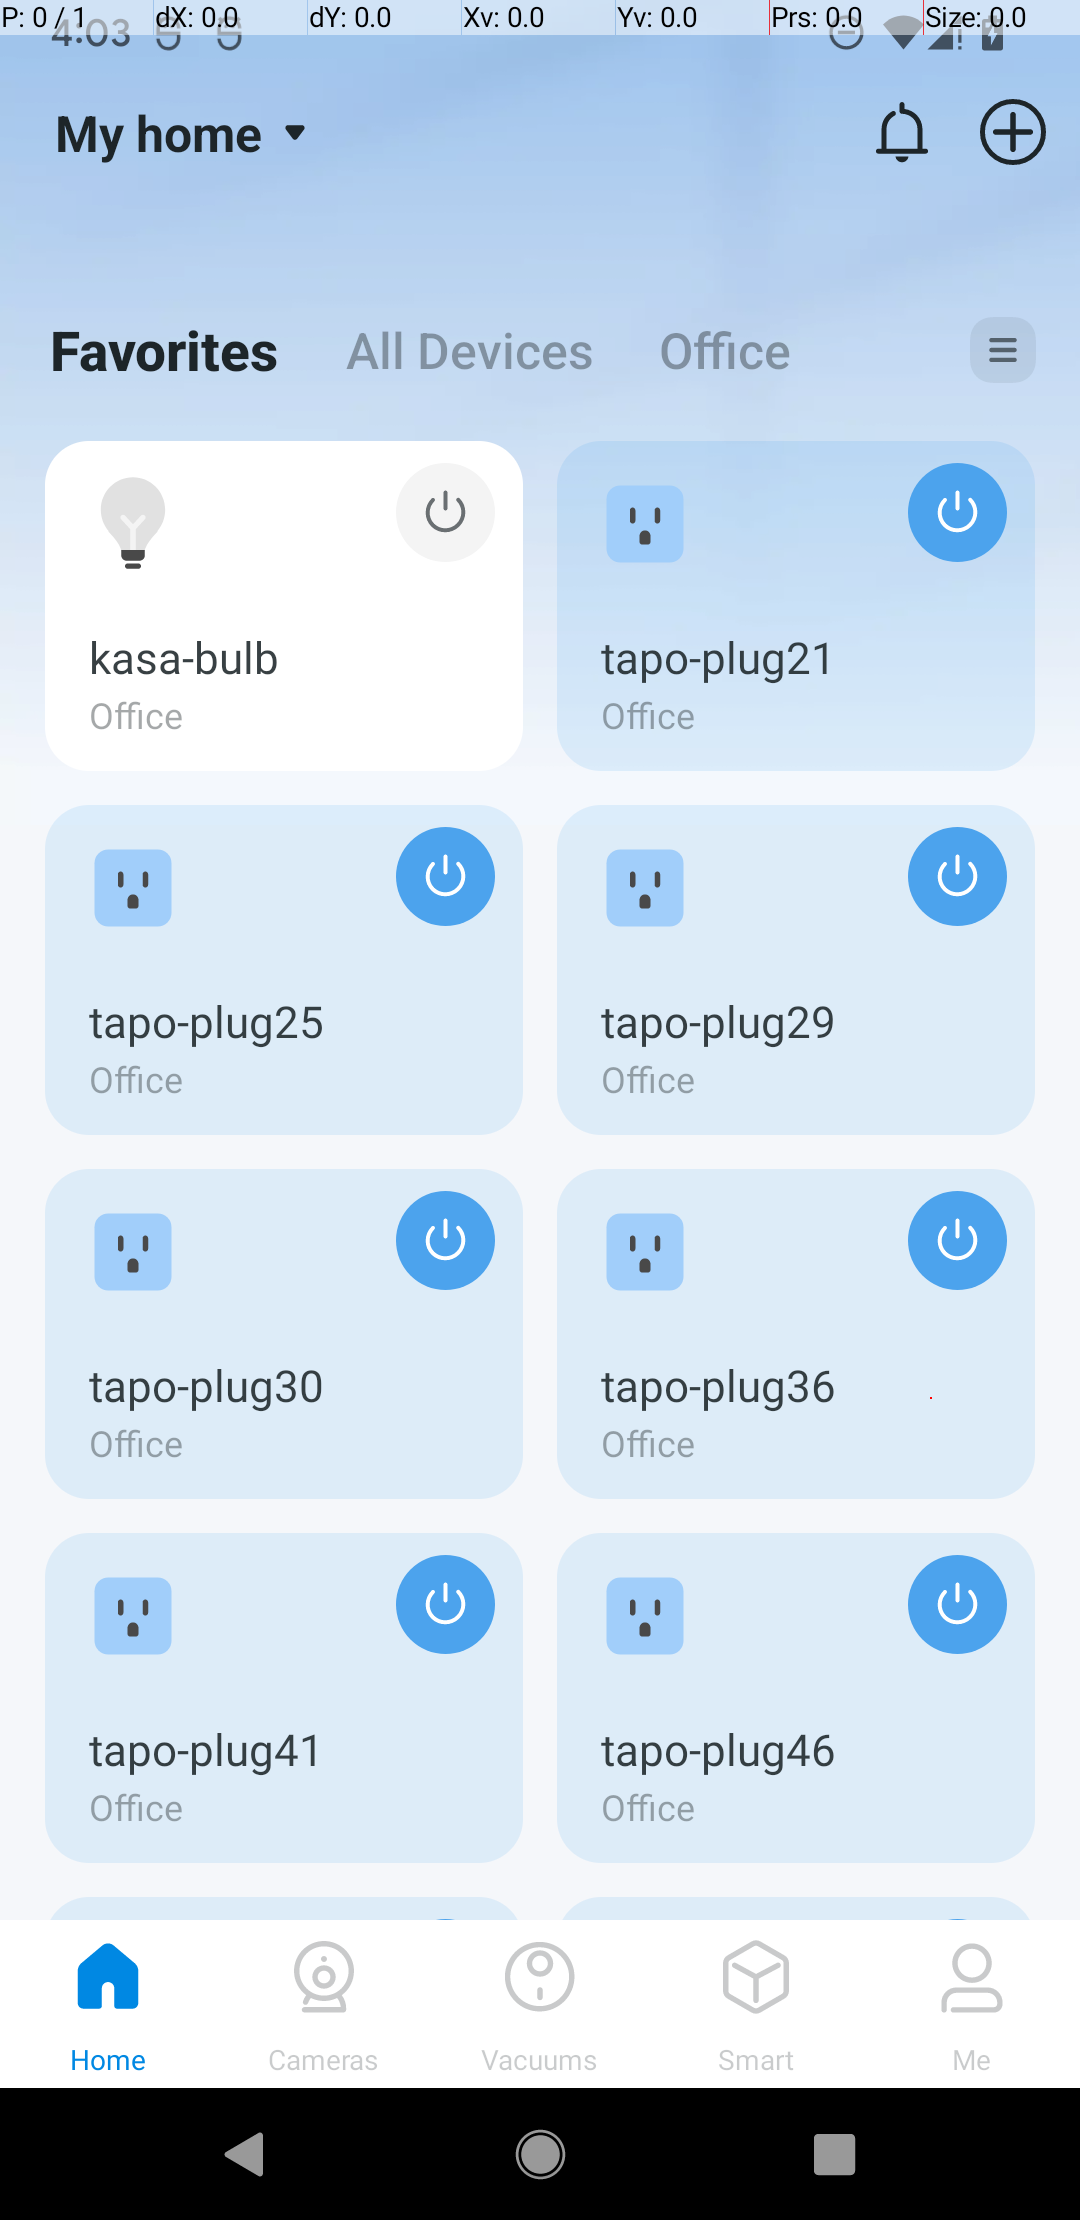 P: 0 / 1 dX: 0.0 dY: 0.0 Xv: 0.0 Yv: 0.0 Prs: 0.0 Size: 0.0
4:03
My home
Favorites All Devices Office
kasa-bulb
Office
tapo-plug21
Office
tapo-plug25
Office
tapo-plug29
Office
tapo-plug30
Office
tapo-plug36
Office
tapo-plug41
Office
tapo-plug46
Office
Home Cameras Vacuums Smart Me